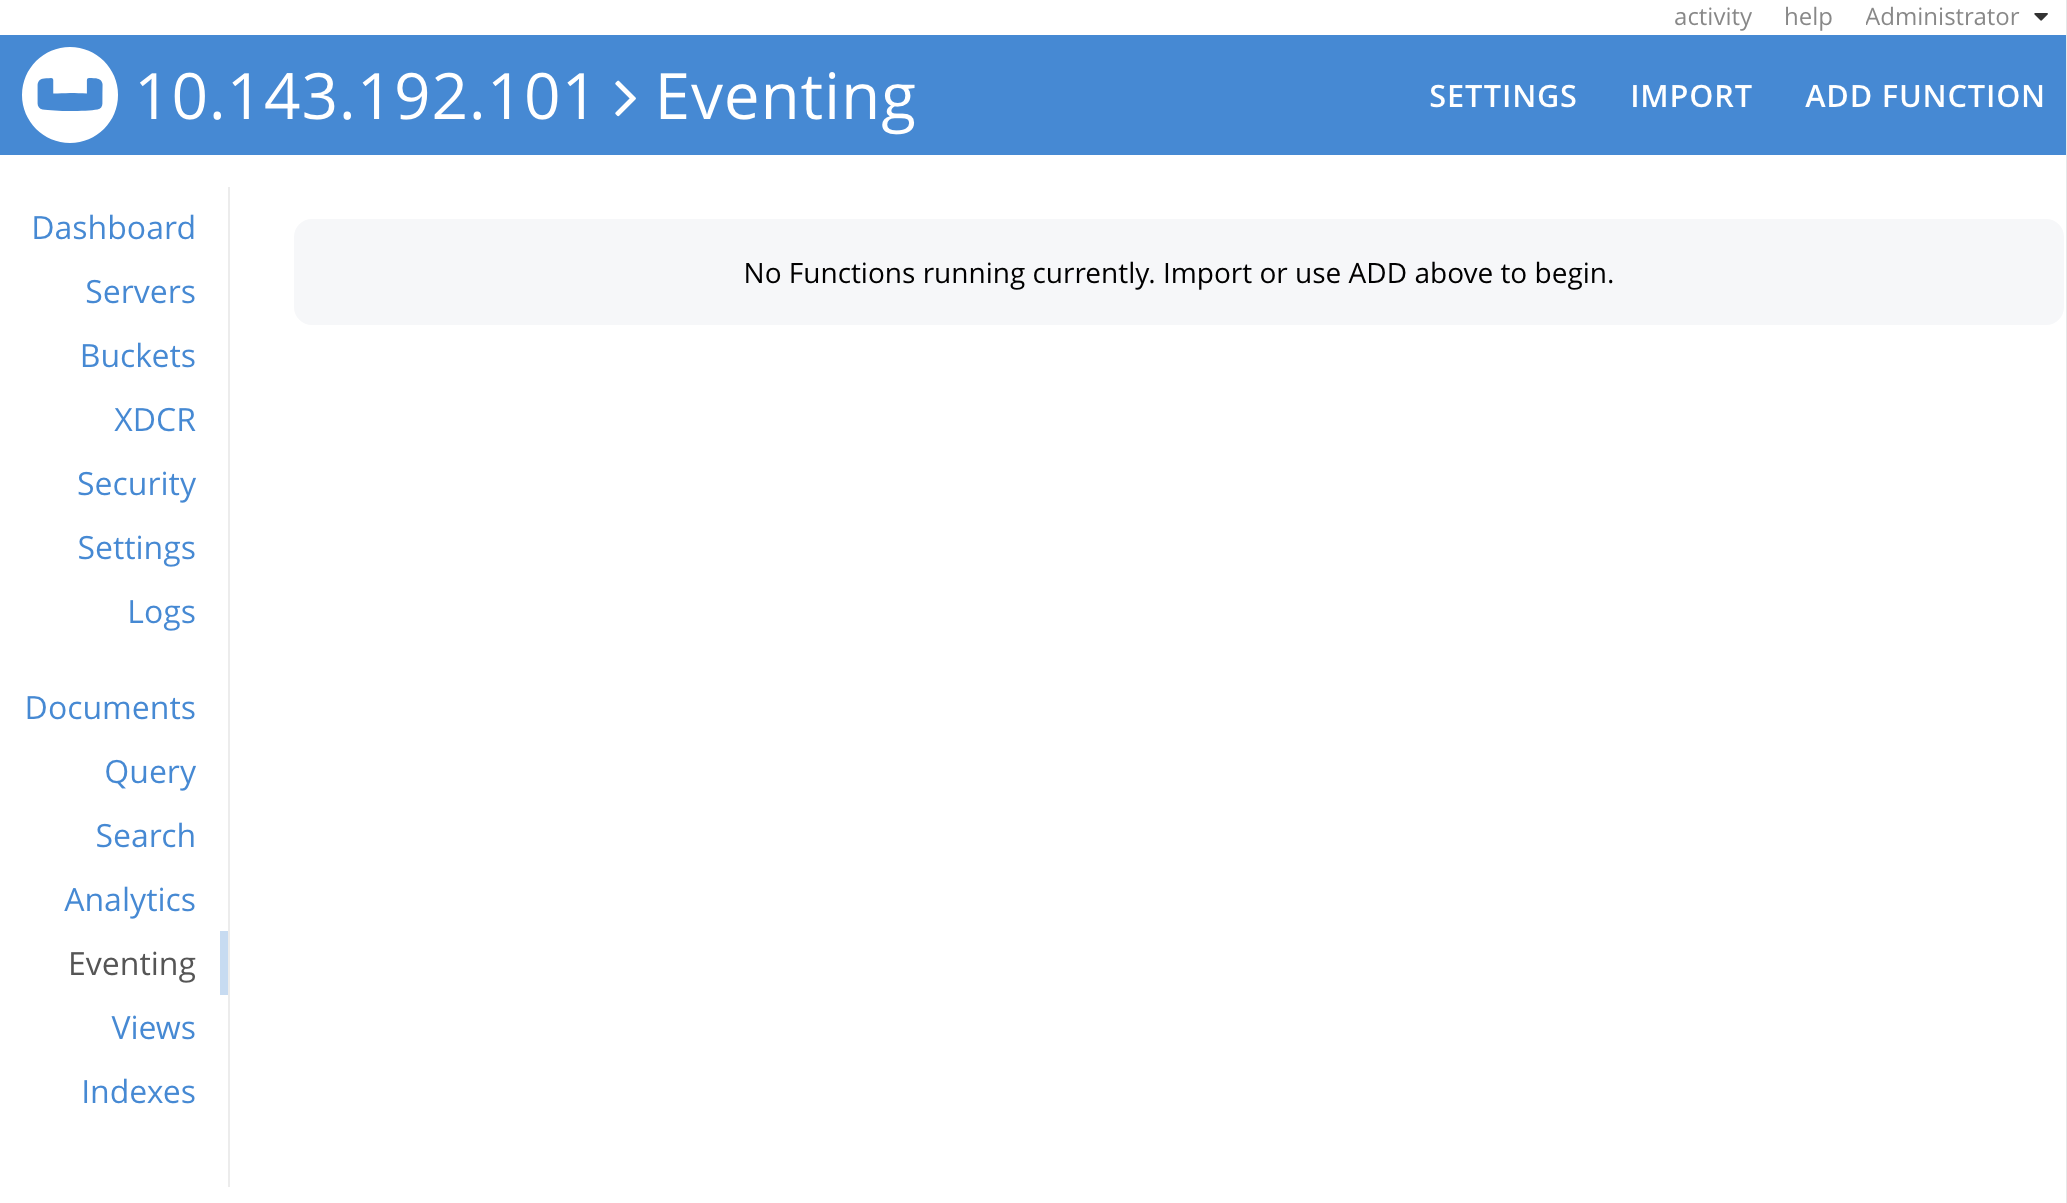 activity help Administrator
10.143.192.101 > Eventing
SETTINGS IMPORT ADD FUNCTION
Dashboard
Servers
Buckets
XDCR
Security
Settings
Logs
Documents
Query
Search
Analytics
Eventing
Views
Indexes
No Functions running currently. Import or use ADD above to begin.